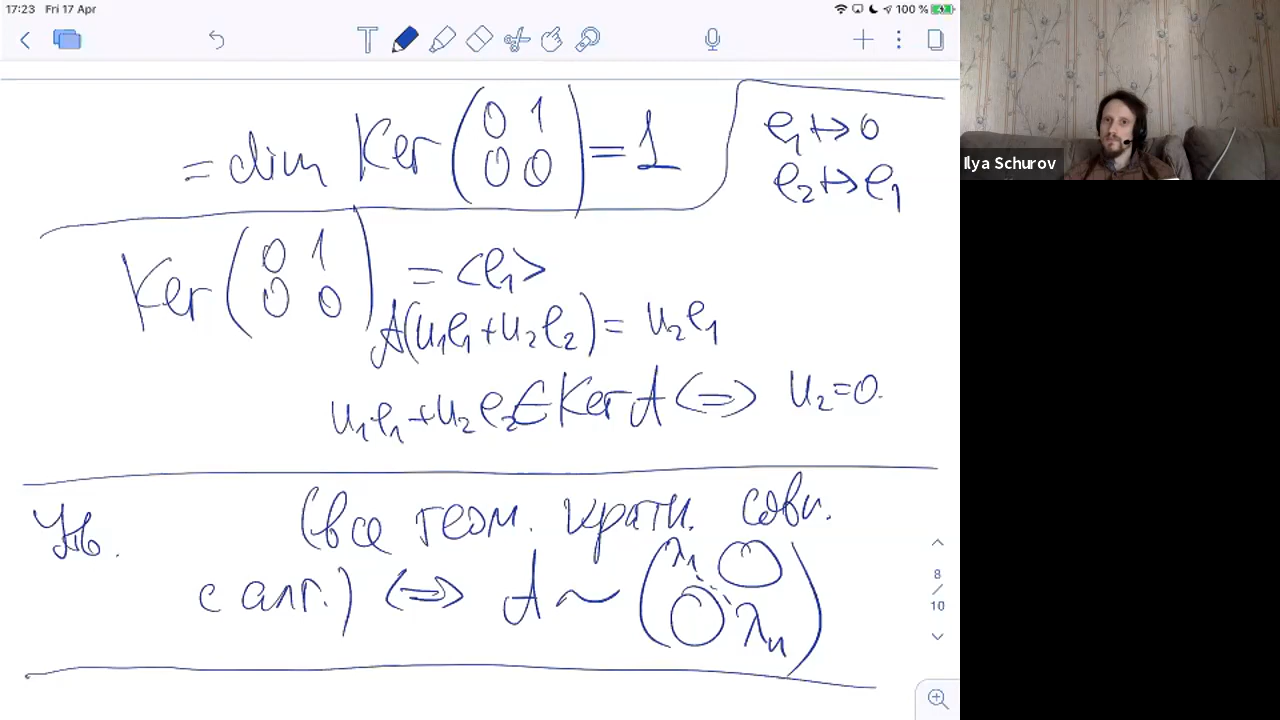 17:23 Fri 17 Apr
100 %
= dim Ker (0 1 0 0) = 1
e₁ ↦ 0
e₂ ↦ e₁
Ker (0 1 0 0) = <e₁>
A(u₁e₁+u₂e₂) = u₂e₁
u₁e₁+u₂e₂ ∈ Ker A <=> u₂=0.
Утв. (все геом. кратн. совп.
с алг.) <=> A ~ (λ₁ 0 ⋱ 0 λₙ)
8
/
10
Ilya Schurov